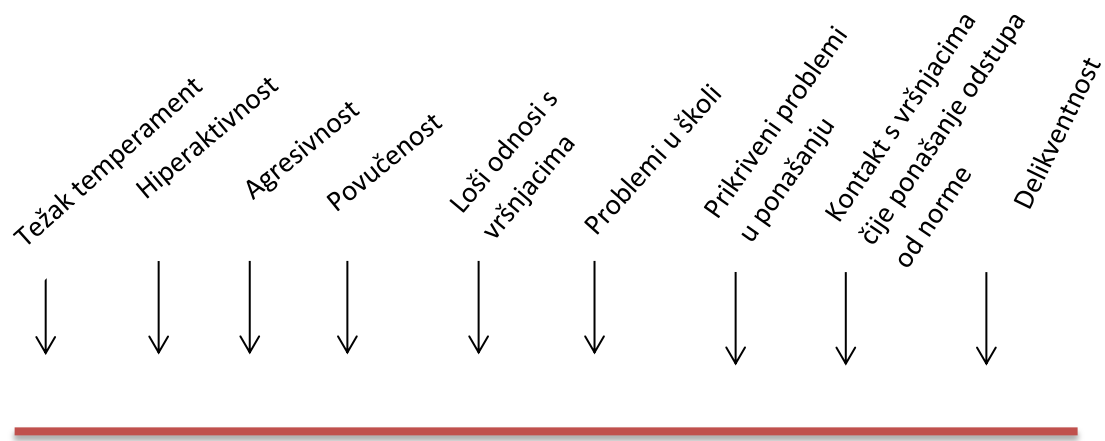 Težak temperament
Hiperaktivnost
Agresivnost
Povučenost
Loši odnosi s
vršnjacima
Problemi u školi
Prikriveni problemi
u ponašanju
Kontakt s vršnjacima
čije ponašanje odstupa
od norme
Delikventnost